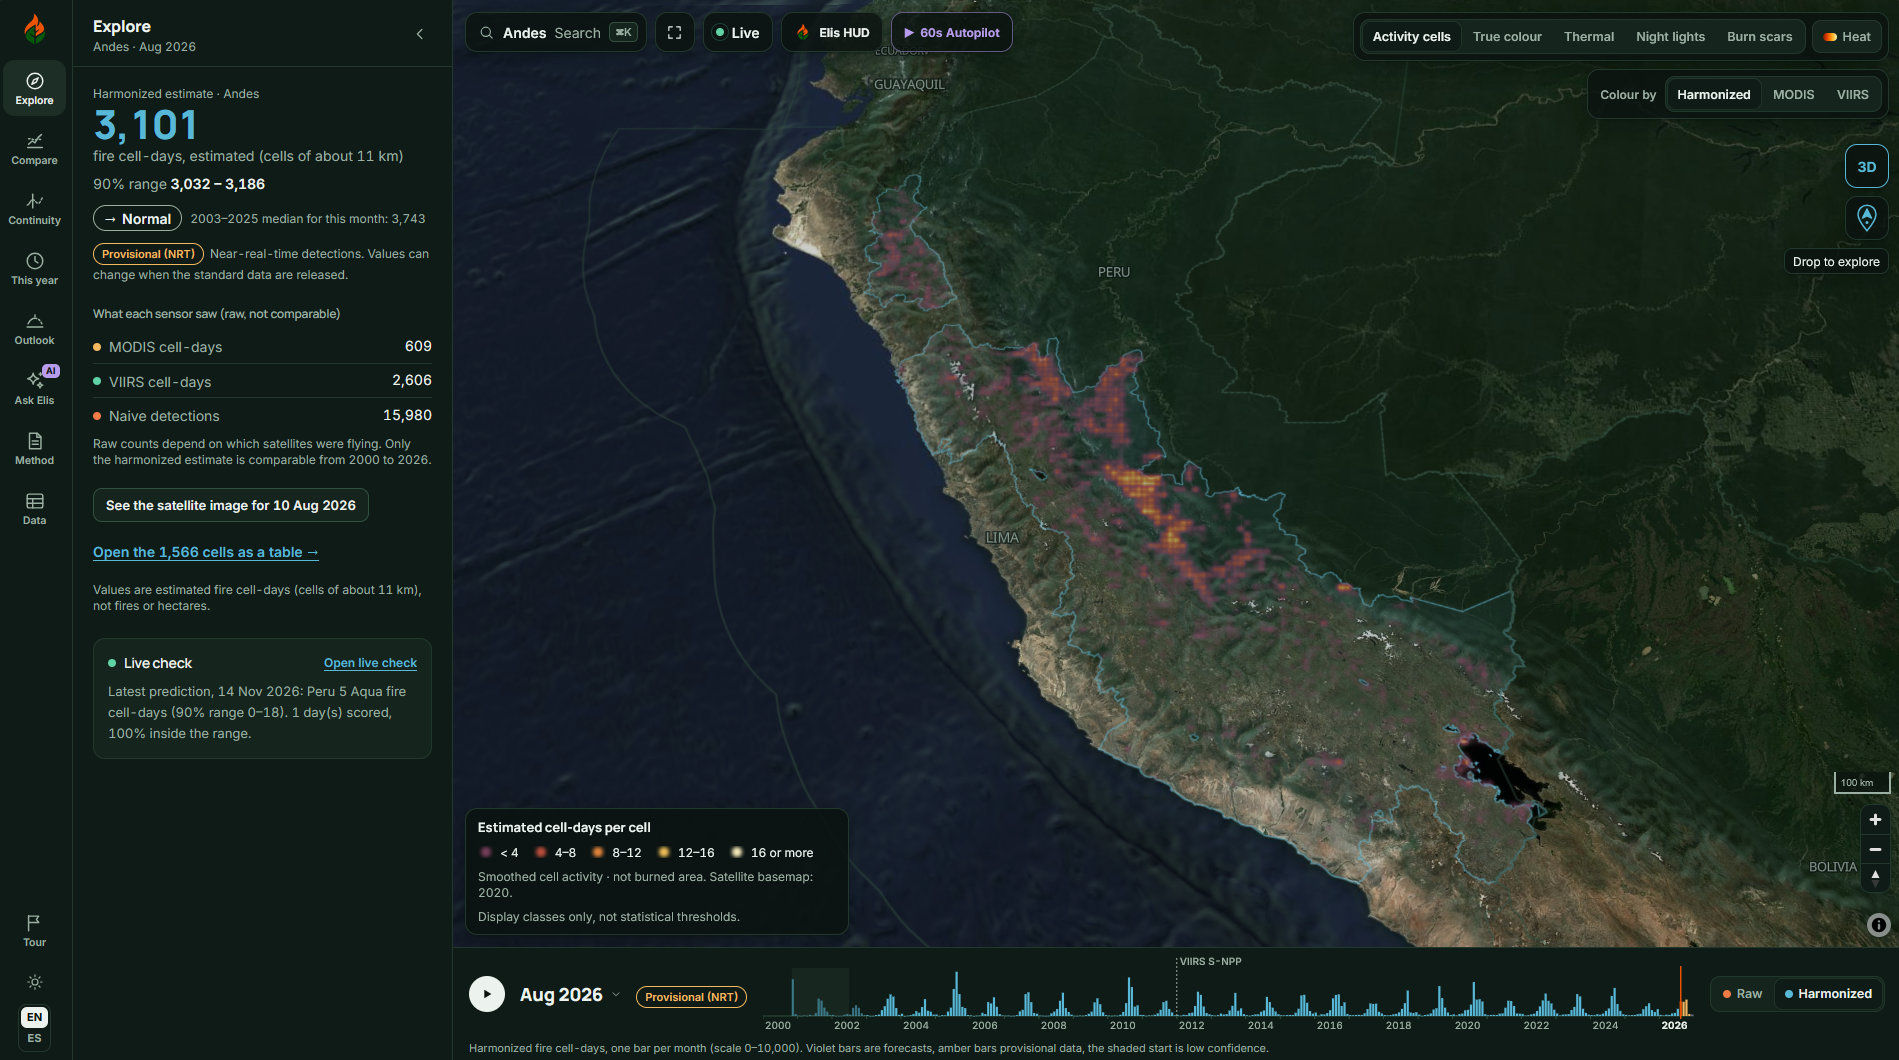 Explore
Compare
Continuity
This year
Outlook
AI
Ask Elis
Method
Data
Tour
EN
ES
Explore
Andes · Aug 2026
Harmonized estimate · Andes
3,101
fire cell-days, estimated (cells of about 11 km)
90% range 3,032 – 3,186
→ Normal 2003–2025 median for this month: 3,743
Provisional (NRT) Near-real-time detections. Values can
change when the standard data are released.
What each sensor saw (raw, not comparable)
MODIS cell-days 609
VIIRS cell-days 2,606
Naive detections 15,980
Raw counts depend on which satellites were flying. Only
the harmonized estimate is comparable from 2000 to 2026.
See the satellite image for 10 Aug 2026
Open the 1,566 cells as a table →
Values are estimated fire cell-days (cells of about 11 km),
not fires or hectares.
Live check Open live check
Latest prediction, 14 Nov 2026: Peru 5 Aqua fire
cell-days (90% range 0–18). 1 day(s) scored,
100% inside the range.
Andes Search ⌘K
Live
Elis HUD
60s Autopilot
Activity cells True colour Thermal Night lights Burn scars
Heat
Colour by Harmonized MODIS VIIRS
3D
Drop to explore
ECUADOR
GUAYAQUIL
PERU
LIMA
BOLIVIA
100 km
Estimated cell-days per cell
< 4 4–8 8–12 12–16 16 or more
Smoothed cell activity · not burned area. Satellite basemap:
2020.
Display classes only, not statistical thresholds.
Aug 2026
Provisional (NRT)
VIIRS S-NPP
2000 2002 2004 2006 2008 2010 2012 2014 2016 2018 2020 2022 2024 2026
Raw Harmonized
Harmonized fire cell-days, one bar per month (scale 0–10,000). Violet bars are forecasts, amber bars provisional data, the shaded start is low confidence.